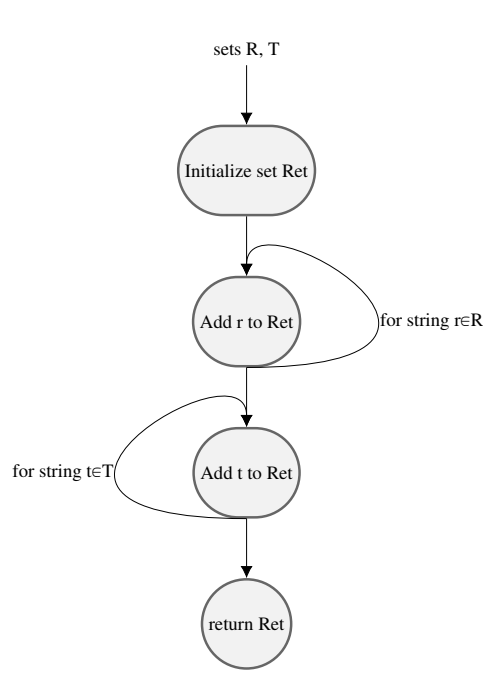 sets R, T
Initialize set Ret
Add r to Ret
for string r∈R
for string t∈T
Add t to Ret
return Ret